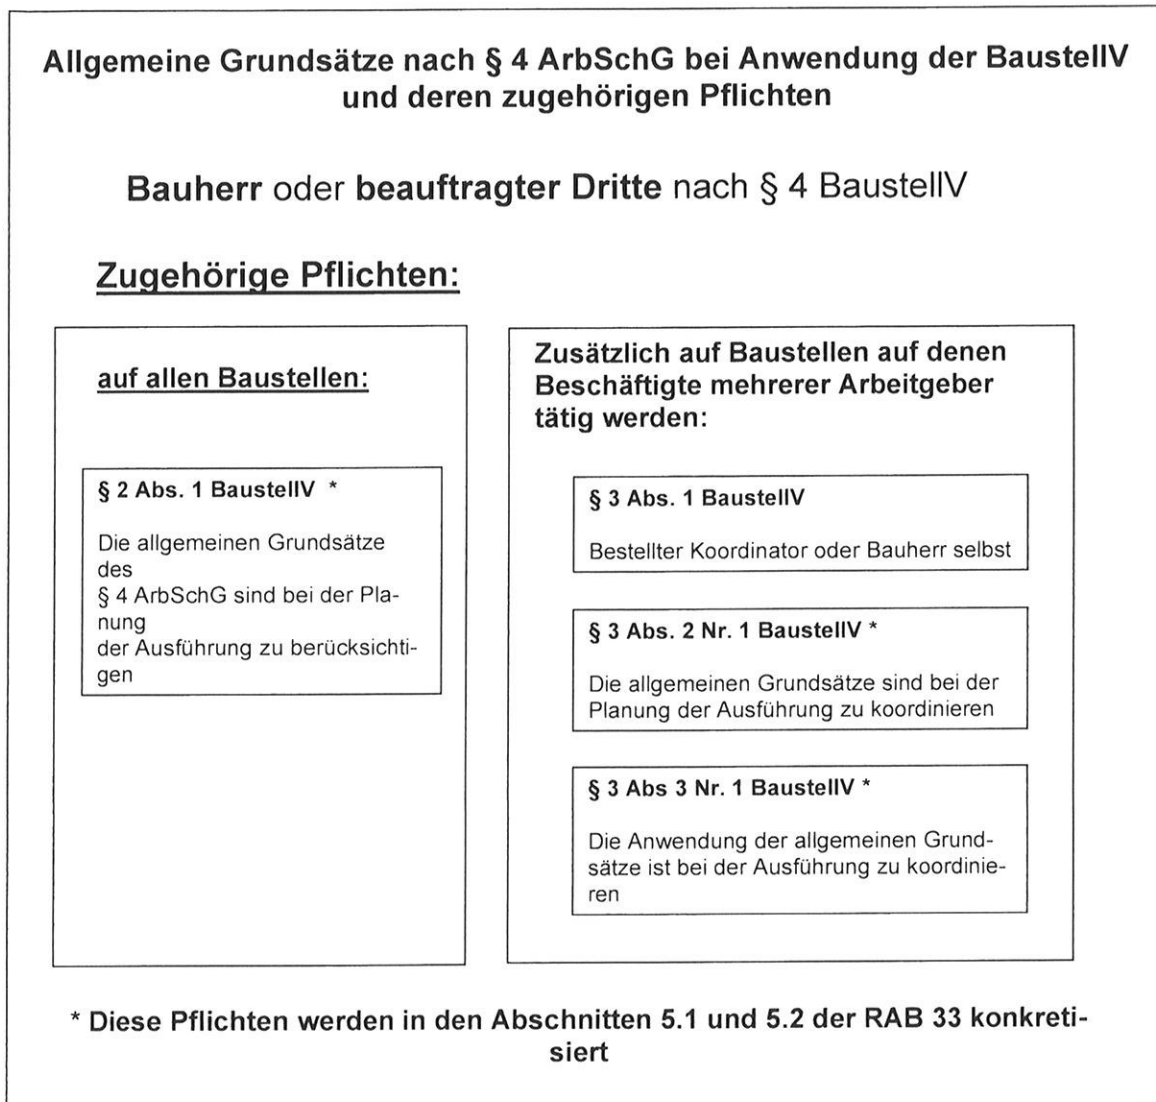 Allgemeine Grundsätze nach § 4 ArbSchG bei Anwendung der BaustellV
und deren zugehörigen Pflichten
Bauherr oder beauftragter Dritte nach § 4 BaustellV
Zugehörige Pflichten:
auf allen Baustellen:
§ 2 Abs. 1 BaustellV *
Die allgemeinen Grundsätze
des
§ 4 ArbSchG sind bei der Pla-
nung
der Ausführung zu berücksichti-
gen
Zusätzlich auf Baustellen auf denen
Beschäftigte mehrerer Arbeitgeber
tätig werden:
§ 3 Abs. 1 BaustellV
Bestellter Koordinator oder Bauherr selbst
§ 3 Abs. 2 Nr. 1 BaustellV *
Die allgemeinen Grundsätze sind bei der
Planung der Ausführung zu koordinieren
§ 3 Abs 3 Nr. 1 BaustellV *
Die Anwendung der allgemeinen Grund-
sätze ist bei der Ausführung zu koordinie-
ren
* Diese Pflichten werden in den Abschnitten 5.1 und 5.2 der RAB 33 konkreti-
siert